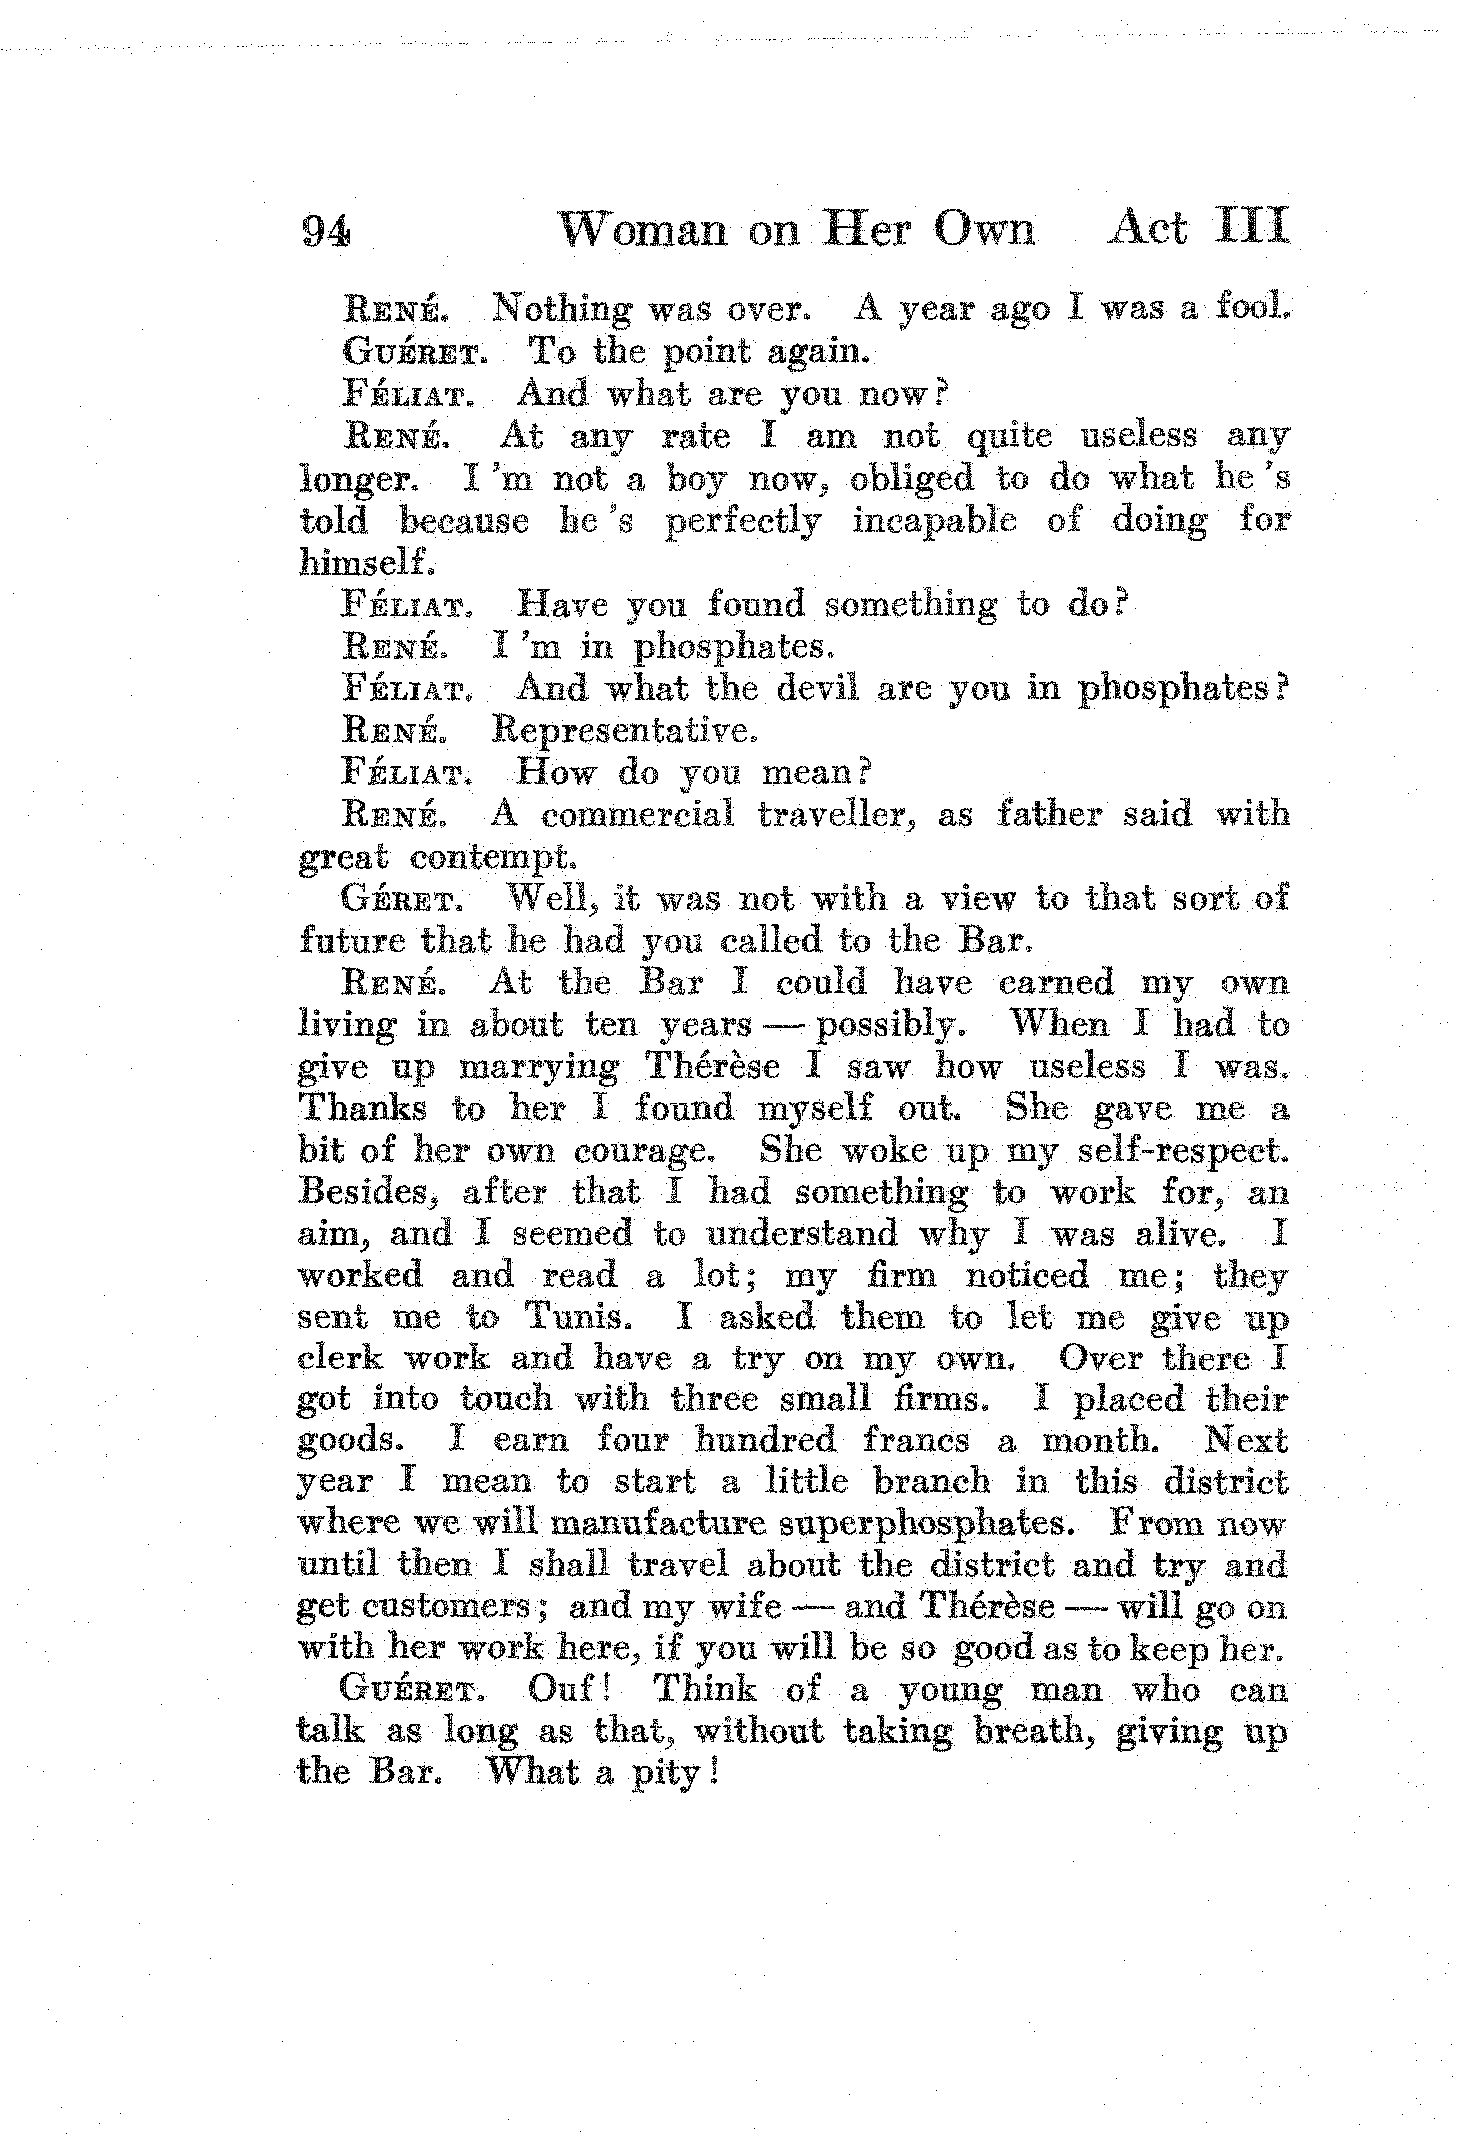 94 Woman on Her Own Act III
RENÉ. Nothing was over. A year ago I was a fool.
GUÉRET. To the point again.
FÉLIAT. And what are you now?
RENÉ. At any rate I am not quite useless any
longer. I 'm not a boy now, obliged to do what he 's
told because he 's perfectly incapable of doing for
himself.
FÉLIAT. Have you found something to do?
RENÉ. I 'm in phosphates.
FÉLIAT. And what the devil are you in phosphates?
RENÉ. Representative.
FÉLIAT. How do you mean?
RENÉ. A commercial traveller, as father said with
great contempt.
GÉRET. Well, it was not with a view to that sort of
future that he had you called to the Bar.
RENÉ. At the Bar I could have earned my own
living in about ten years — possibly. When I had to
give up marrying Thérèse I saw how useless I was.
Thanks to her I found myself out. She gave me a
bit of her own courage. She woke up my self-respect.
Besides, after that I had something to work for, an
aim, and I seemed to understand why I was alive. I
worked and read a lot; my firm noticed me; they
sent me to Tunis. I asked them to let me give up
clerk work and have a try on my own. Over there I
got into touch with three small firms. I placed their
goods. I earn four hundred francs a month. Next
year I mean to start a little branch in this district
where we will manufacture superphosphates. From now
until then I shall travel about the district and try and
get customers; and my wife — and Thérèse — will go on
with her work here, if you will be so good as to keep her.
GUÉRET. Ouf! Think of a young man who can
talk as long as that, without taking breath, giving up
the Bar. What a pity!